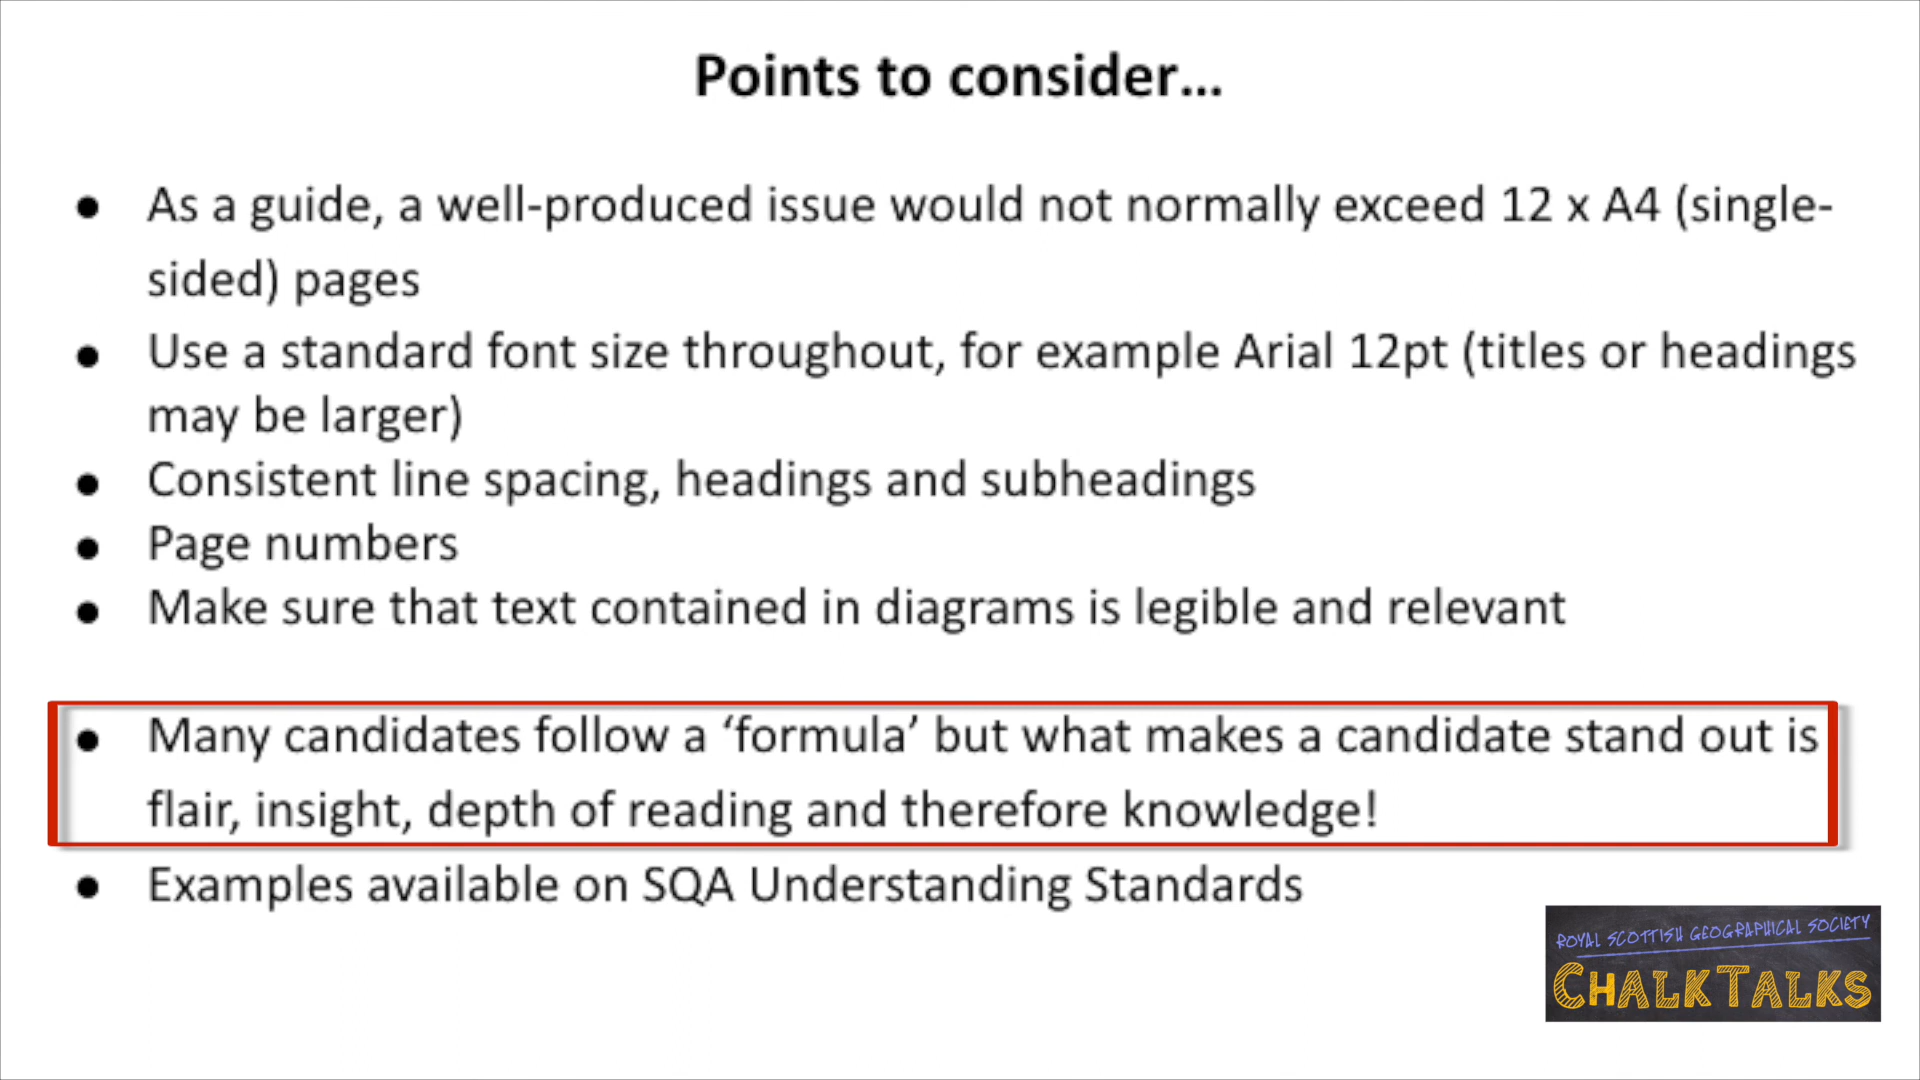 Points to consider...
● As a guide, a well-produced issue would not normally exceed 12 x A4 (single-
sided) pages
● Use a standard font size throughout, for example Arial 12pt (titles or headings
may be larger)
● Consistent line spacing, headings and subheadings
● Page numbers
● Make sure that text contained in diagrams is legible and relevant
● Many candidates follow a ‘formula’ but what makes a candidate stand out is
flair, insight, depth of reading and therefore knowledge!
● Examples available on SQA Understanding Standards
ROYAL SCOTTISH GEOGRAPHICAL SOCIETY
CHALKTALKS